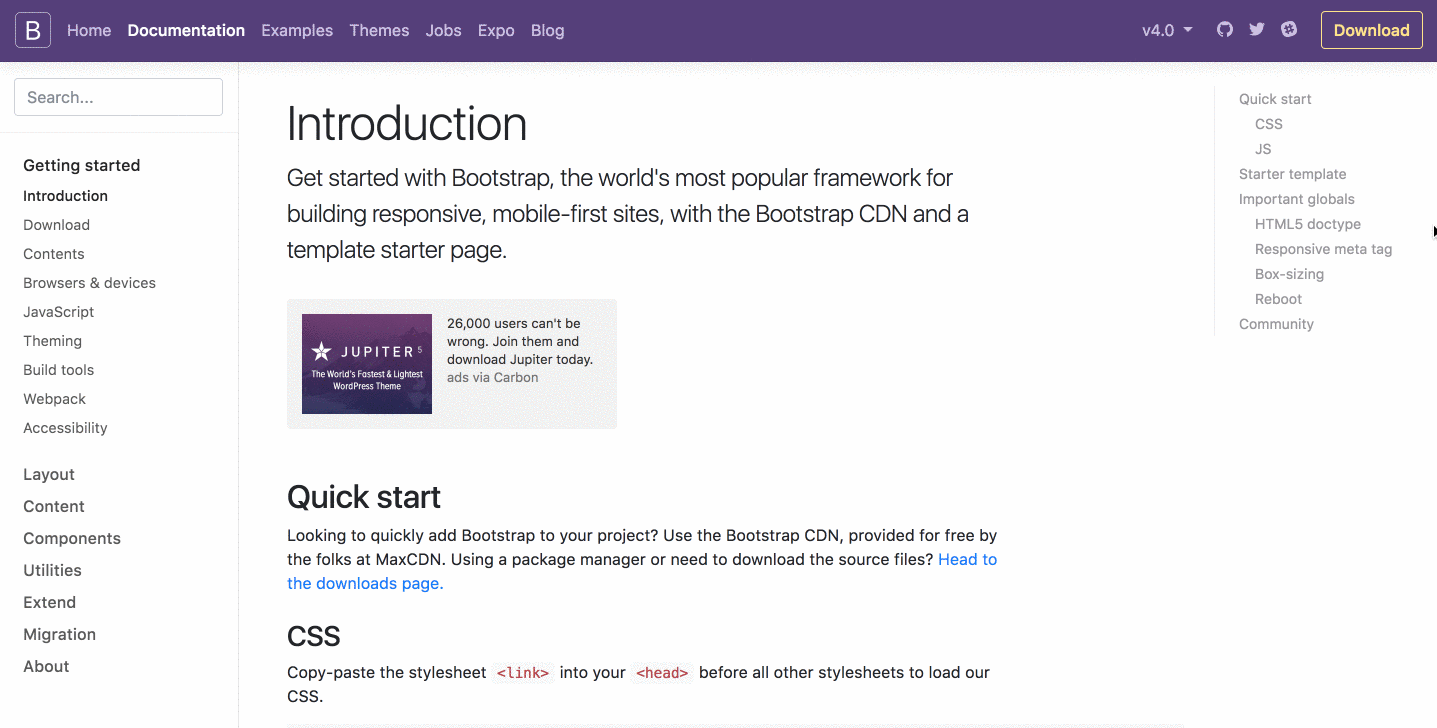 B Home Documentation Examples Themes Jobs Expo Blog v4.0 Download
Search...
Getting started
Introduction
Download
Contents
Browsers & devices
JavaScript
Theming
Build tools
Webpack
Accessibility
Layout
Content
Components
Utilities
Extend
Migration
About
Introduction
Get started with Bootstrap, the world's most popular framework for
building responsive, mobile-first sites, with the Bootstrap CDN and a
template starter page.
JUPITER 5
The World's Fastest & Lightest
WordPress Theme
26,000 users can't be
wrong. Join them and
download Jupiter today.
ads via Carbon
Quick start
Looking to quickly add Bootstrap to your project? Use the Bootstrap CDN, provided for free by
the folks at MaxCDN. Using a package manager or need to download the source files? Head to
the downloads page.
CSS
Copy-paste the stylesheet <link> into your <head> before all other stylesheets to load our
CSS.
Quick start
CSS
JS
Starter template
Important globals
HTML5 doctype
Responsive meta tag
Box-sizing
Reboot
Community